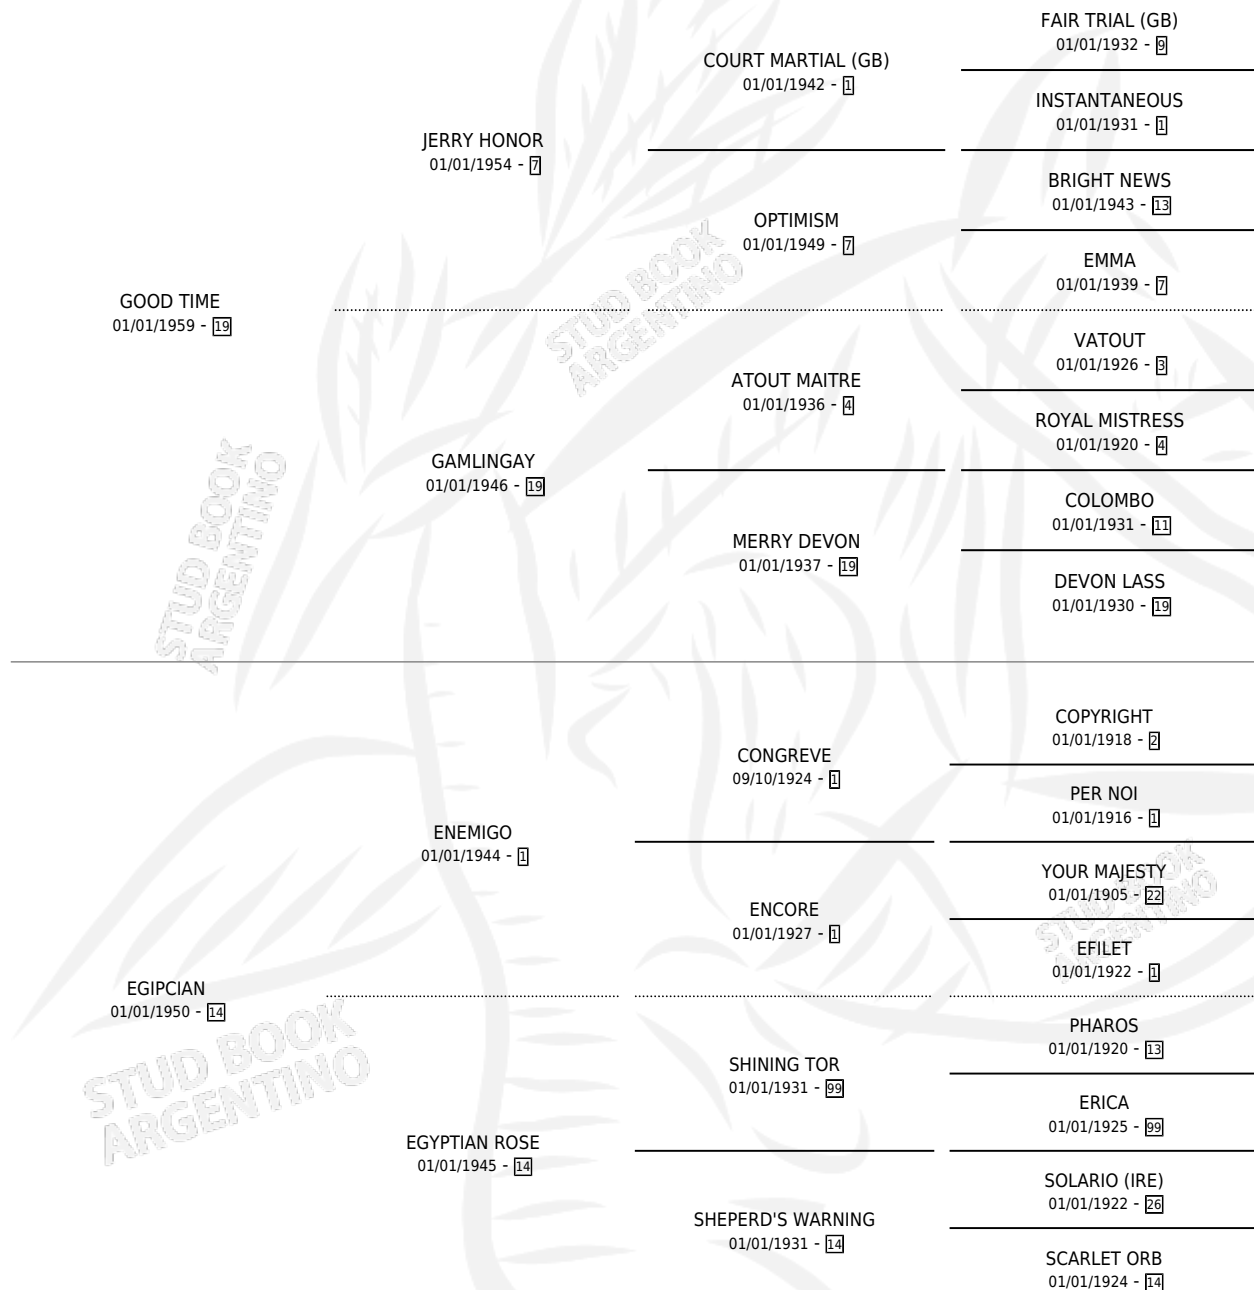 FAIR TRIAL (GB)
01/01/1932 - 9
COURT MARTIAL (GB)
01/01/1942 - 1
INSTANTANEOUS
01/01/1931 - 1
JERRY HONOR
01/01/1954 - 7
BRIGHT NEWS
01/01/1943 - 13
OPTIMISM
01/01/1949 - 7
EMMA
01/01/1939 - 7
GOOD TIME
01/01/1959 - 19
VATOUT
01/01/1926 - 3
ATOUT MAITRE
01/01/1936 - 4
ROYAL MISTRESS
01/01/1920 - 4
GAMLINGAY
01/01/1946 - 19
COLOMBO
01/01/1931 - 11
MERRY DEVON
01/01/1937 - 19
DEVON LASS
01/01/1930 - 19
COPYRIGHT
01/01/1918 - 2
CONGREVE
09/10/1924 - 1
PER NOI
01/01/1916 - 1
ENEMIGO
01/01/1944 - 1
YOUR MAJESTY
01/01/1905 - 22
ENCORE
01/01/1927 - 1
EFILET
01/01/1922 - 1
EGIPCIAN
01/01/1950 - 14
PHAROS
01/01/1920 - 13
SHINING TOR
01/01/1931 - 99
ERICA
01/01/1925 - 99
EGYPTIAN ROSE
01/01/1945 - 14
SOLARIO (IRE)
01/01/1922 - 26
SHEPERD'S WARNING
01/01/1931 - 14
SCARLET ORB
01/01/1924 - 14
STUD BOOK
ARGENTINO
STUD BOOK
ARGENTINO
STUD BOOK
ARGENTINO
STUD BOOK
ARGENTINO